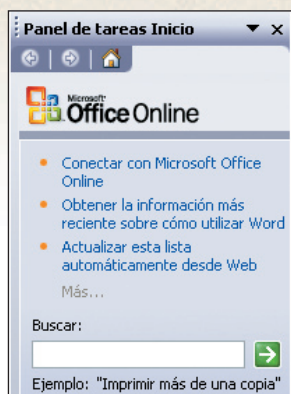 Panel de tareas Inicio
Microsoft
Office Online
Conectar con Microsoft Office
Online
Obtener la información más
reciente sobre cómo utilizar Word
Actualizar esta lista
automáticamente desde Web
Más...
Buscar:
Ejemplo: "Imprimir más de una copia"